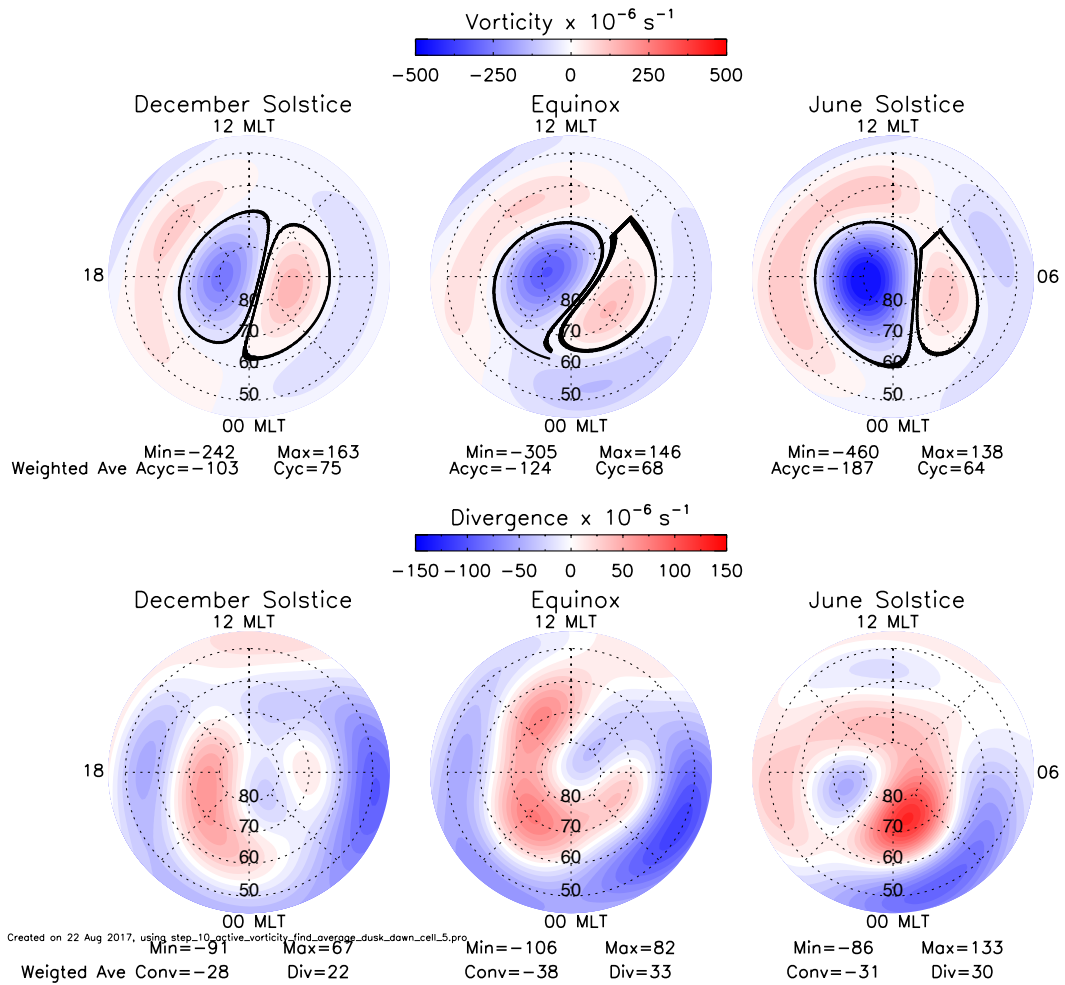 Vorticity x 10−6 s−1
−500 −250 0 250 500
December Solstice Equinox June Solstice
12 MLT 12 MLT 12 MLT
18 06
80 80 80
70 70 70
60 60 60
50 50 50
00 MLT 00 MLT 00 MLT
Min=−242 Max=163 Min=−305 Max=146 Min=−460 Max=138
Weighted Ave Acyc=−103 Cyc=75 Acyc=−124 Cyc=68 Acyc=−187 Cyc=64
Divergence x 10−6 s−1
−150 −100 −50 0 50 100 150
December Solstice Equinox June Solstice
12 MLT 12 MLT 12 MLT
18 06
80 80 80
70 70 70
60 60 60
50 50 50
00 MLT 00 MLT 00 MLT
Created on 22 Aug 2017, using step_10_active_vorticity_find_average_dusk_dawn_cell_5.pro
Min=−91 Max=67 Min=−106 Max=82 Min=−86 Max=133
Weigted Ave Conv=−28 Div=22 Conv=−38 Div=33 Conv=−31 Div=30